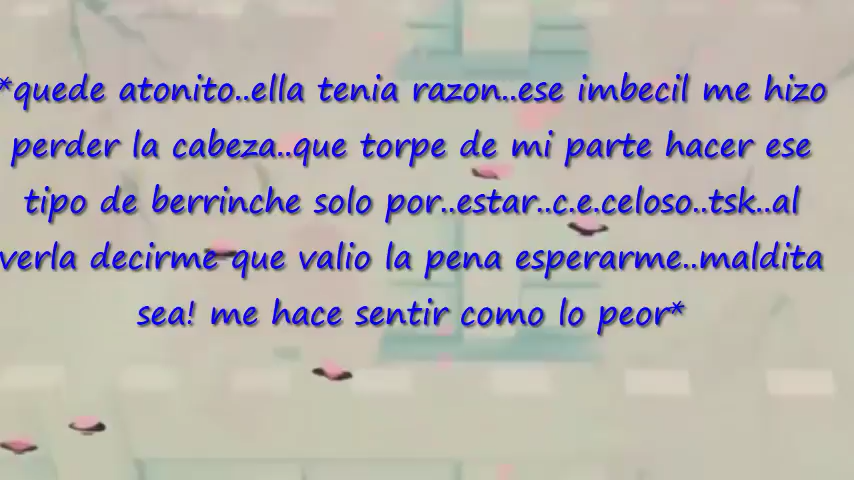 *quede atonito..ella tenia razon..ese imbecil me hizo
perder la cabeza..que torpe de mi parte hacer ese
tipo de berrinche solo por..estar..c.e.celoso..tsk..al
verla decirme que valio la pena esperarme..maldita
sea! me hace sentir como lo peor*